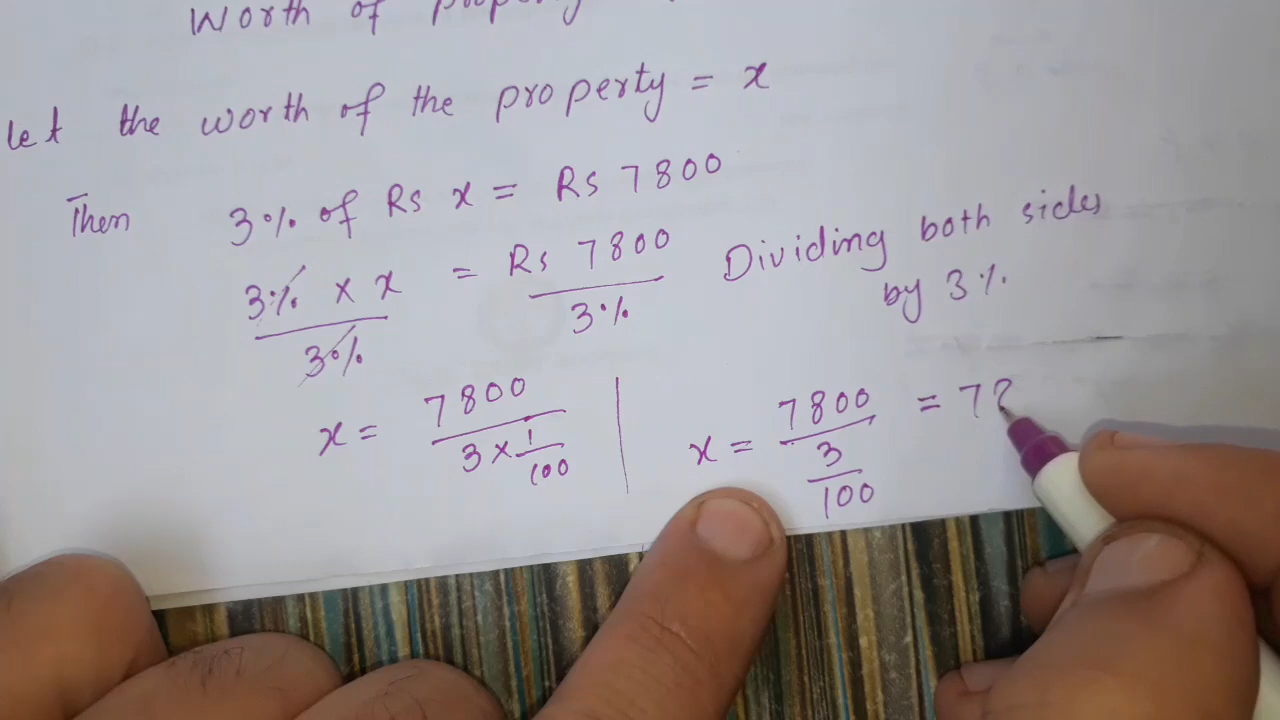 Worth of property
Let the worth of the property = x
Then 3% of Rs x = Rs 7800
3% × x = Rs 7800 Dividing both sides
3% 3% by 3%
x = 7800 x = 7800 = 7
3 × 1 3
100 100